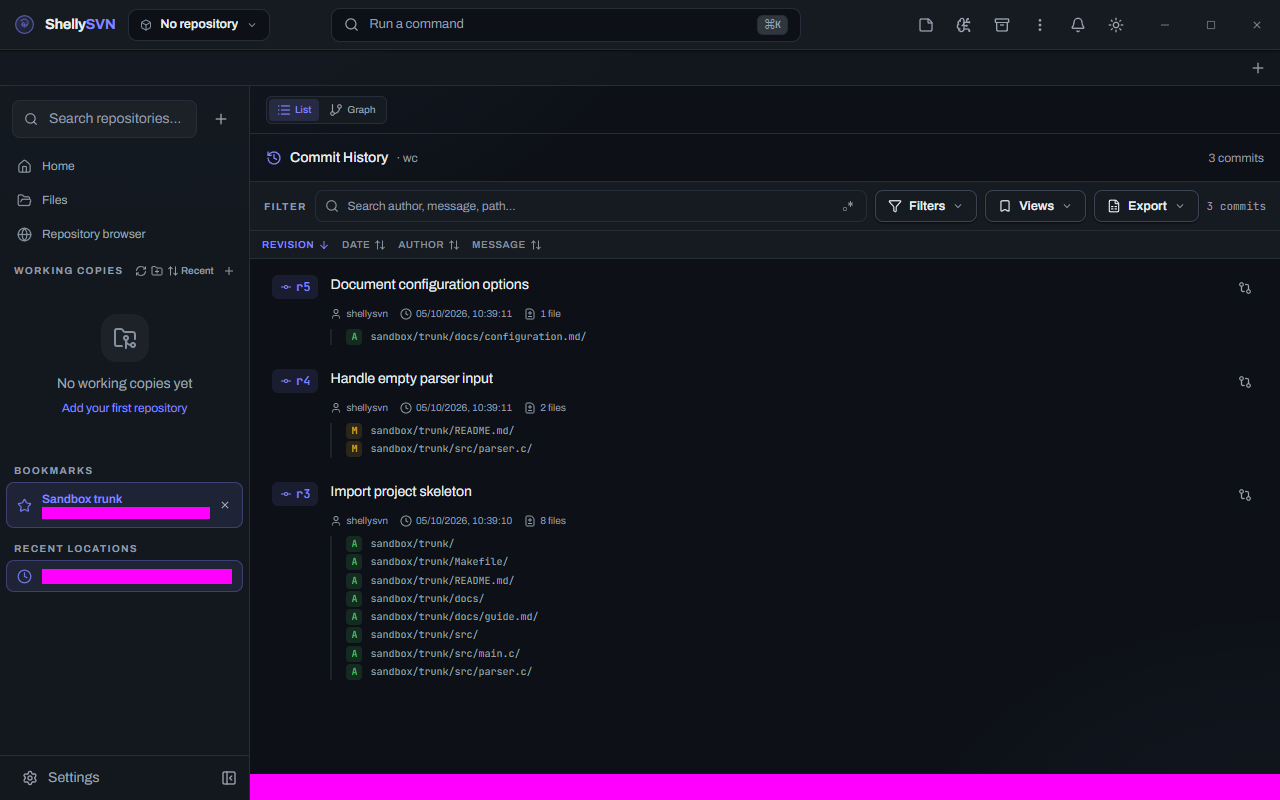 ShellySVN
No repository
Run a command
⌘K
Search repositories...
Home
Files
Repository browser
WORKING COPIES
Recent
No working copies yet
Add your first repository
BOOKMARKS
Sandbox trunk
RECENT LOCATIONS
Settings
List
Graph
Commit History · wc
3 commits
FILTER
Search author, message, path...
.*
Filters
Views
Export
3 commits
REVISION
DATE
AUTHOR
MESSAGE
r5
Document configuration options
shellysvn 05/10/2026, 10:39:11 1 file
A sandbox/trunk/docs/configuration.md/
r4
Handle empty parser input
shellysvn 05/10/2026, 10:39:11 2 files
M sandbox/trunk/README.md/
M sandbox/trunk/src/parser.c/
r3
Import project skeleton
shellysvn 05/10/2026, 10:39:10 8 files
A sandbox/trunk/
A sandbox/trunk/Makefile/
A sandbox/trunk/README.md/
A sandbox/trunk/docs/
A sandbox/trunk/docs/guide.md/
A sandbox/trunk/src/
A sandbox/trunk/src/main.c/
A sandbox/trunk/src/parser.c/